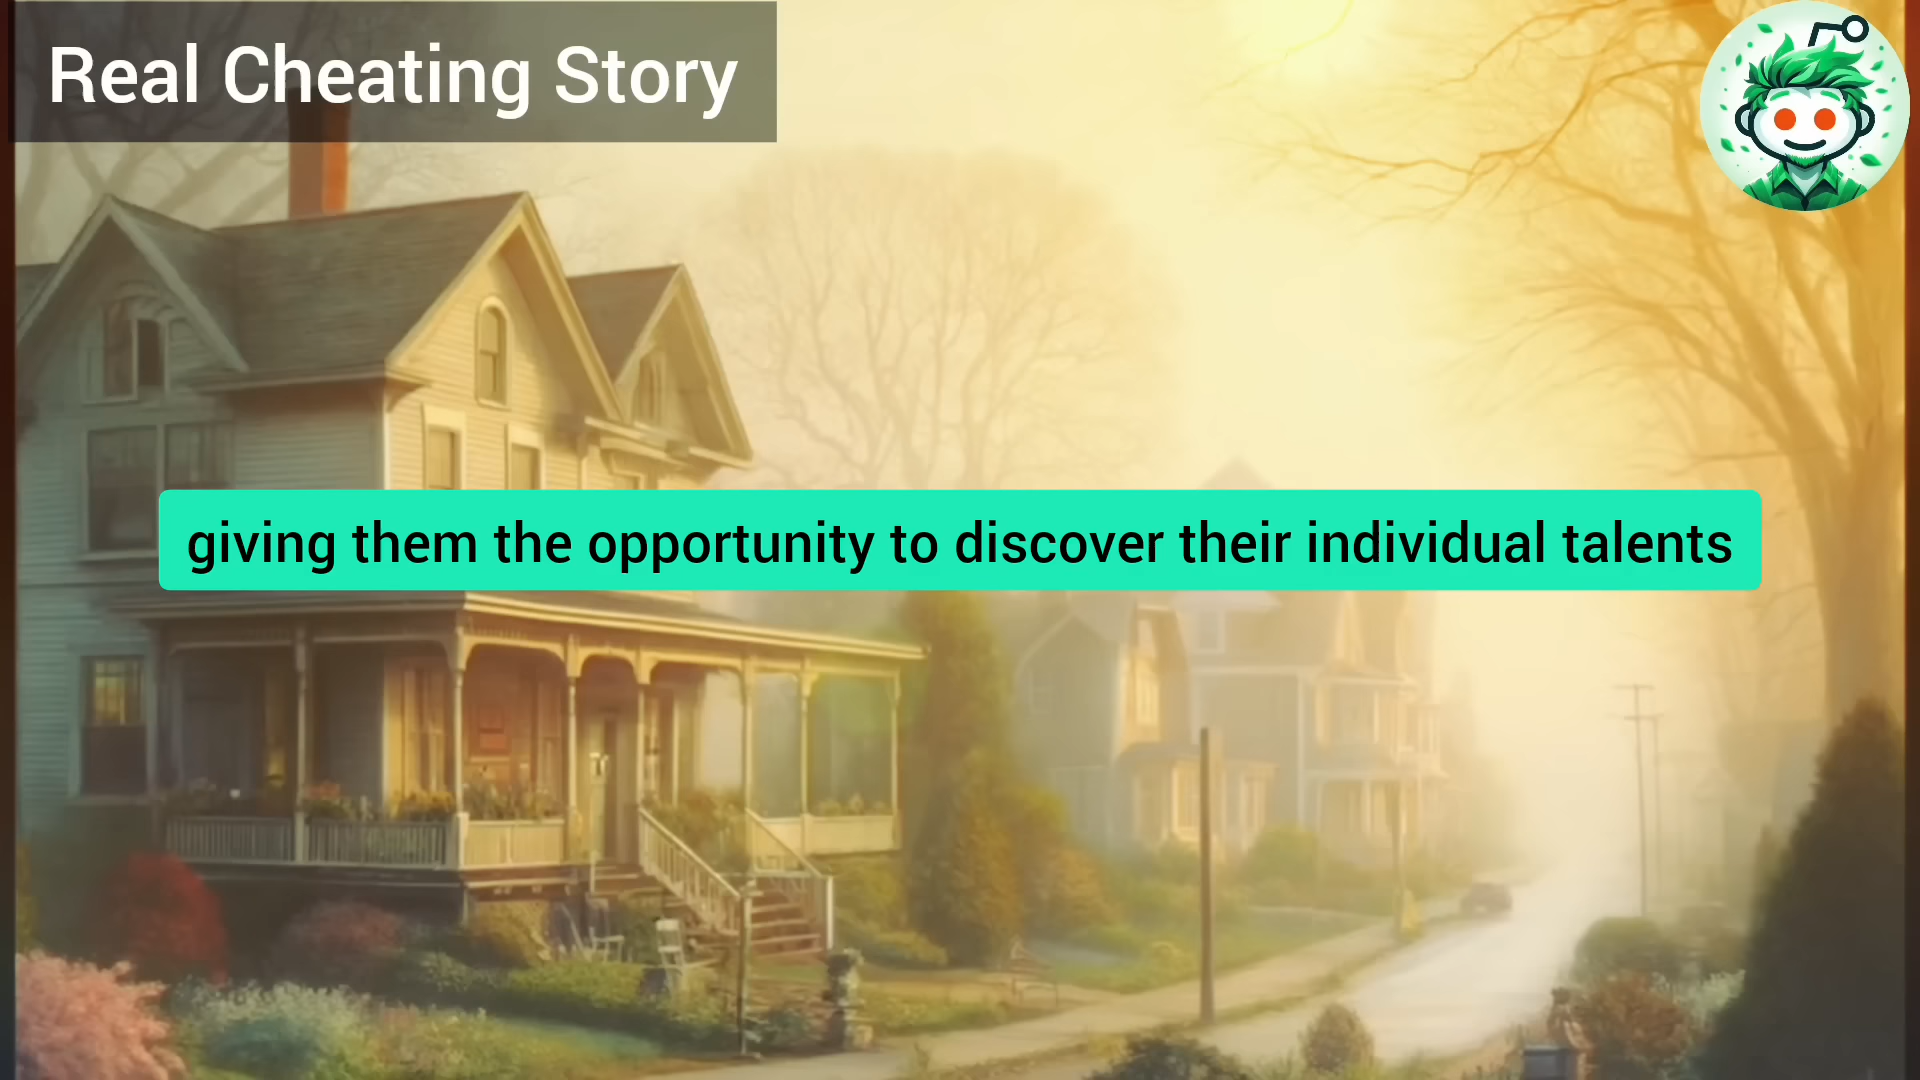 Real Cheating Story
giving them the opportunity to discover their individual talents